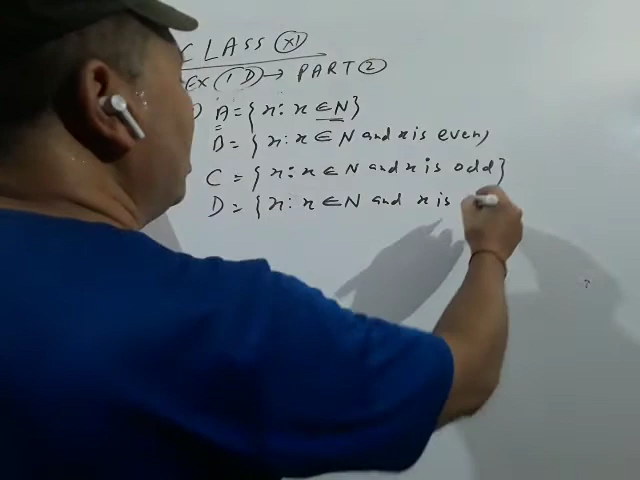 CLASS XI
EX (1D) → PART 2
A = {x : x ∈ N}
B = {x : x ∈ N and x is even}
C = {x : x ∈ N and x is odd}
D = {x : x ∈ N and x is